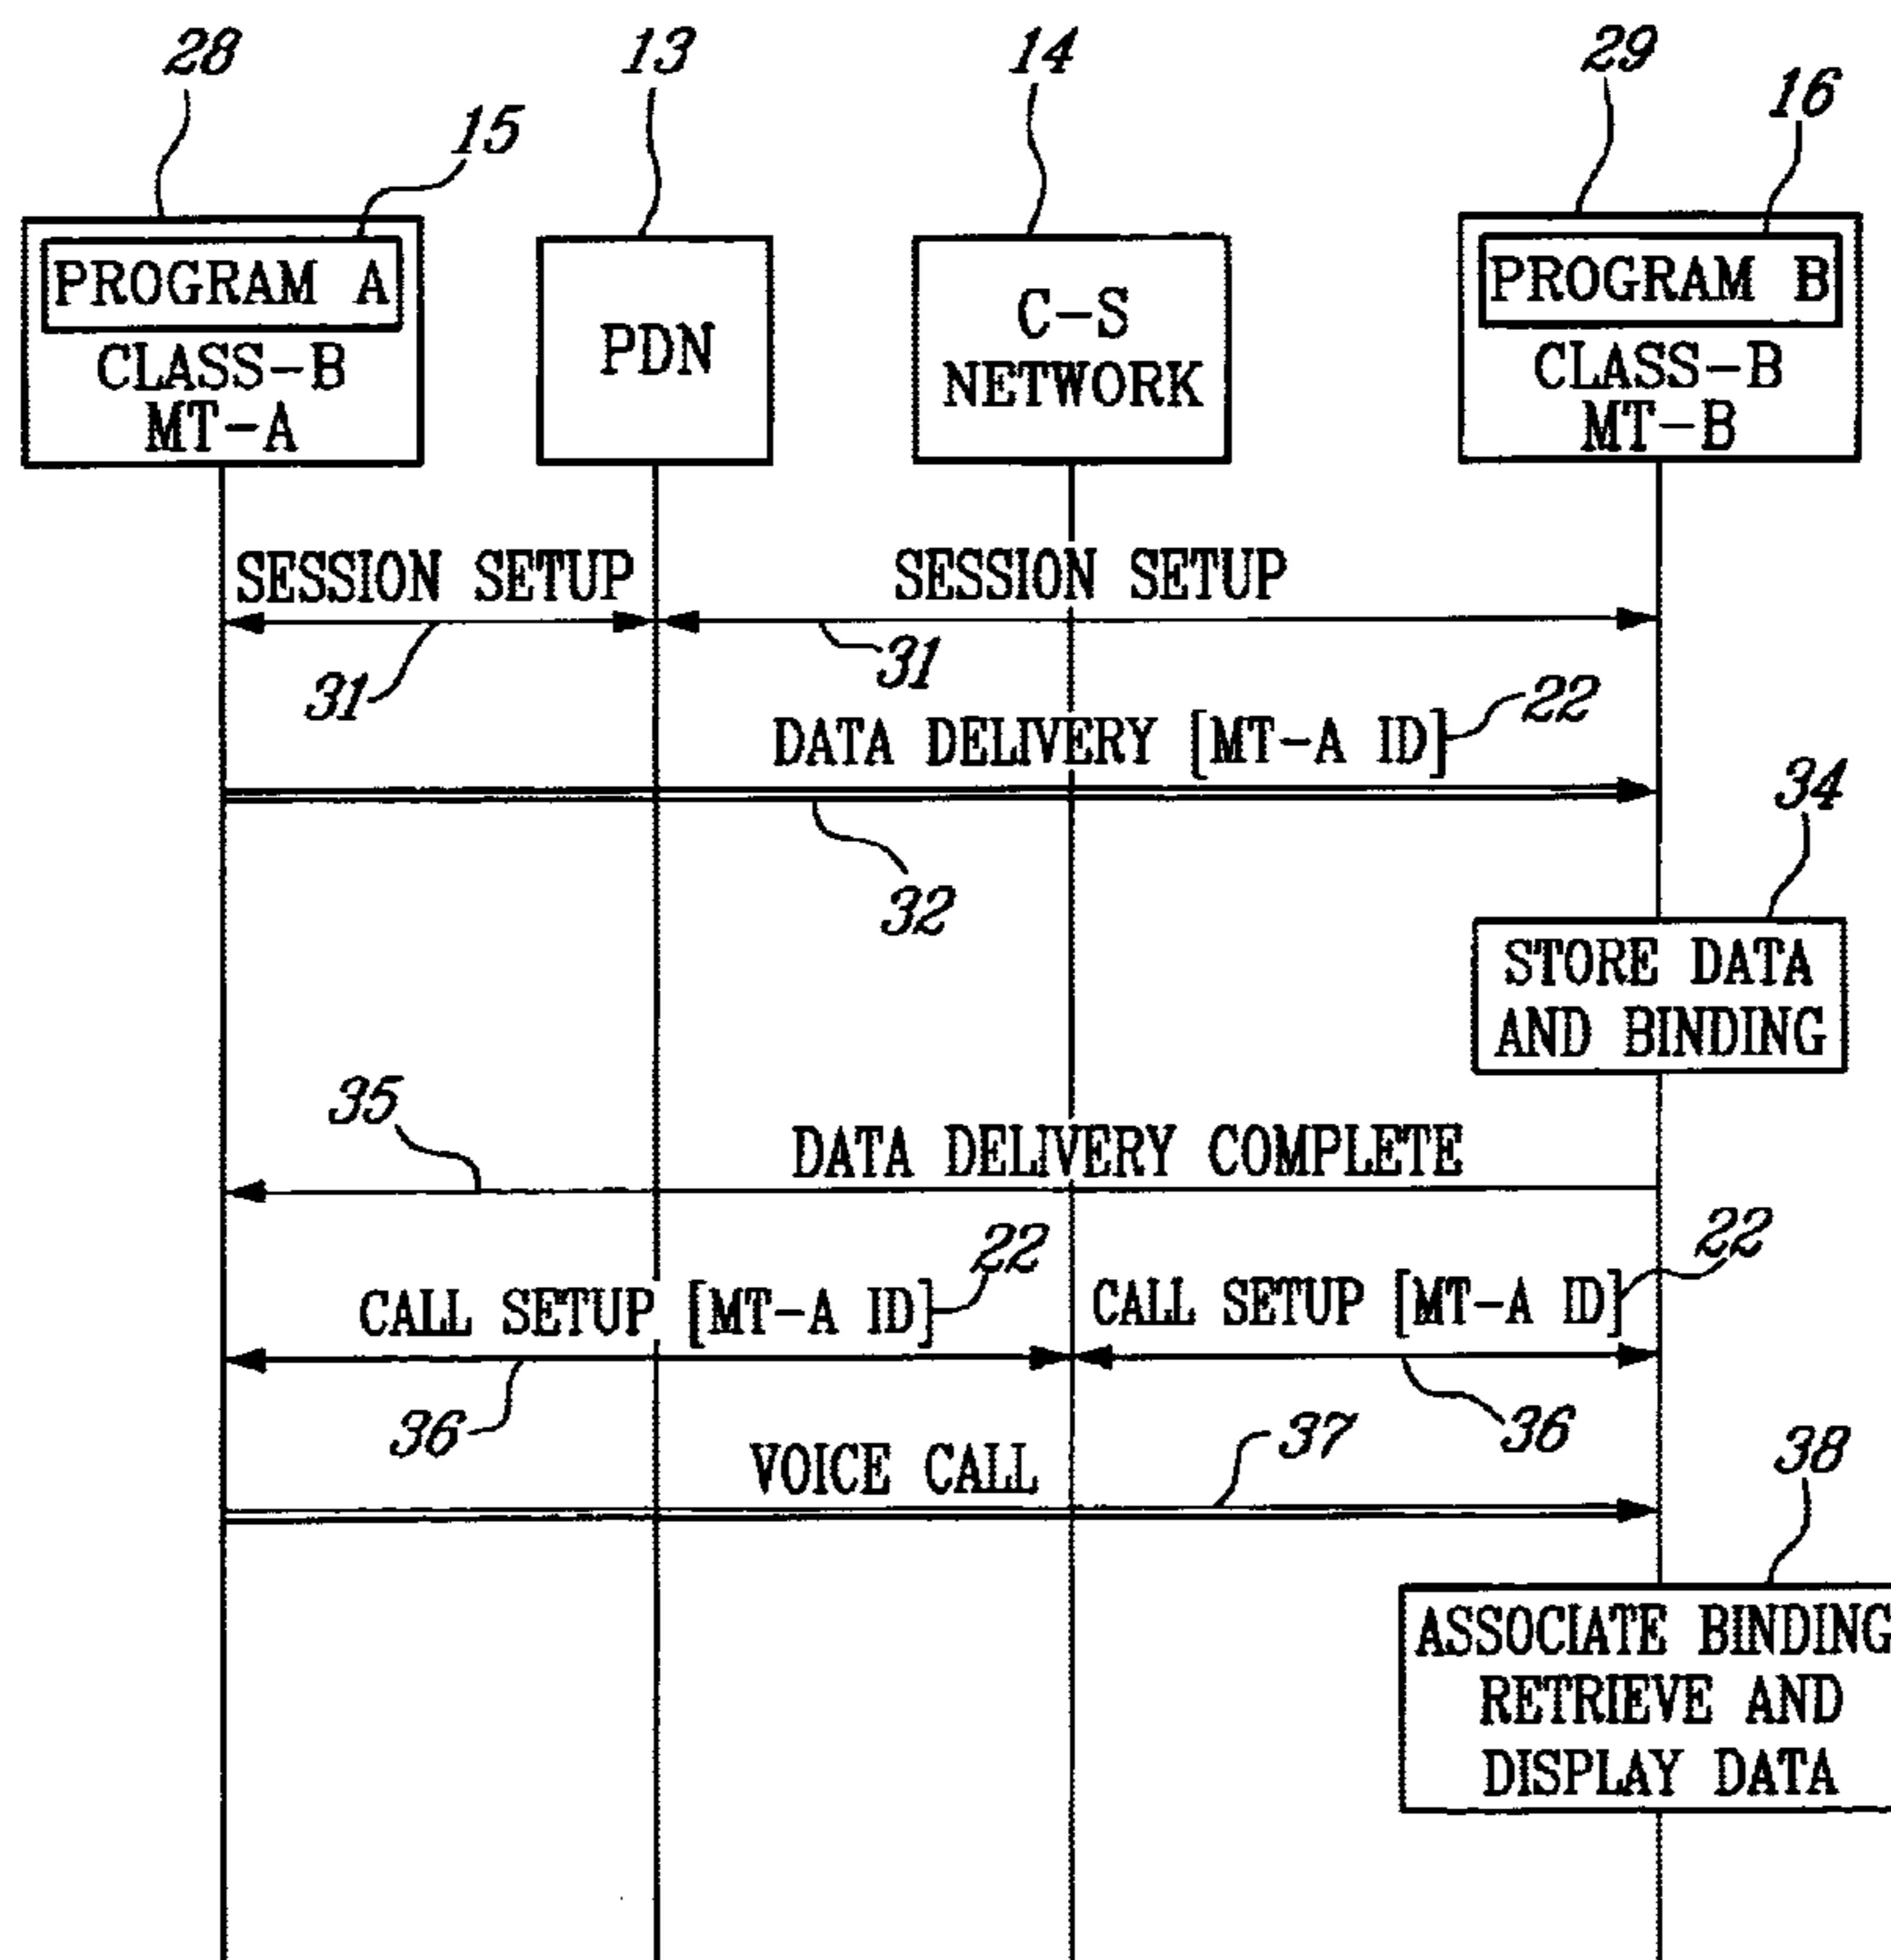 28
13
14
29
15
16
PROGRAM A
CLASS-B
MT-A
PDN
C-S
NETWORK
PROGRAM B
CLASS-B
MT-B
SESSION SETUP
SESSION SETUP
31
31
DATA DELIVERY [MT-A ID]
22
32
34
STORE DATA
AND BINDING
35
DATA DELIVERY COMPLETE
22
22
CALL SETUP [MT-A ID]
CALL SETUP [MT-A ID]
36
36
VOICE CALL
37
38
ASSOCIATE BINDING
RETRIEVE AND
DISPLAY DATA